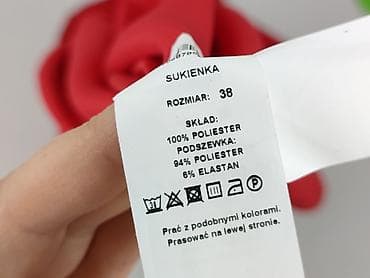 SUKIENKA
ROZMIAR: 38
SKŁAD:
100% POLIESTER
PODSZEWKA:
94% POLIESTER
6% ELASTAN
Prać z podobnymi kolorami.
Prasować na lewej stronie.